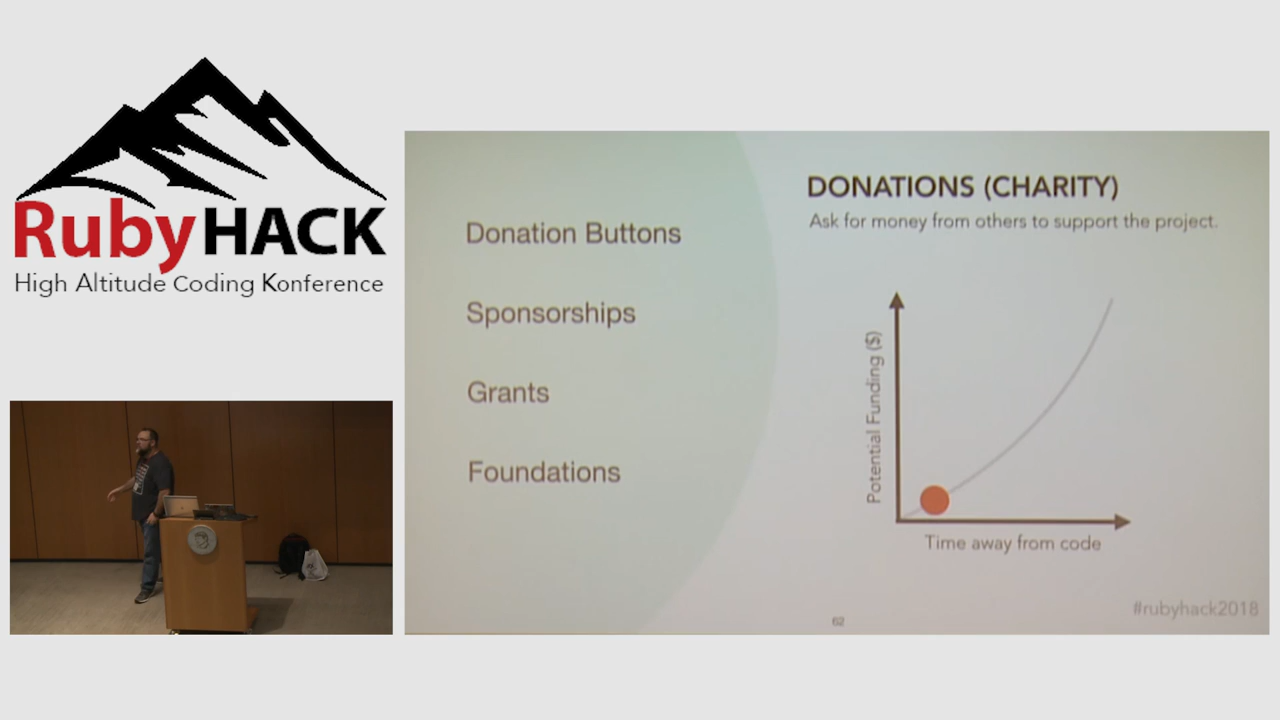 RubyHACK
High Altitude Coding Konference
Donation Buttons
Sponsorships
Grants
Foundations
DONATIONS (CHARITY)
Ask for money from others to support the project.
Potential Funding ($)
Time away from code
62
#rubyhack2018